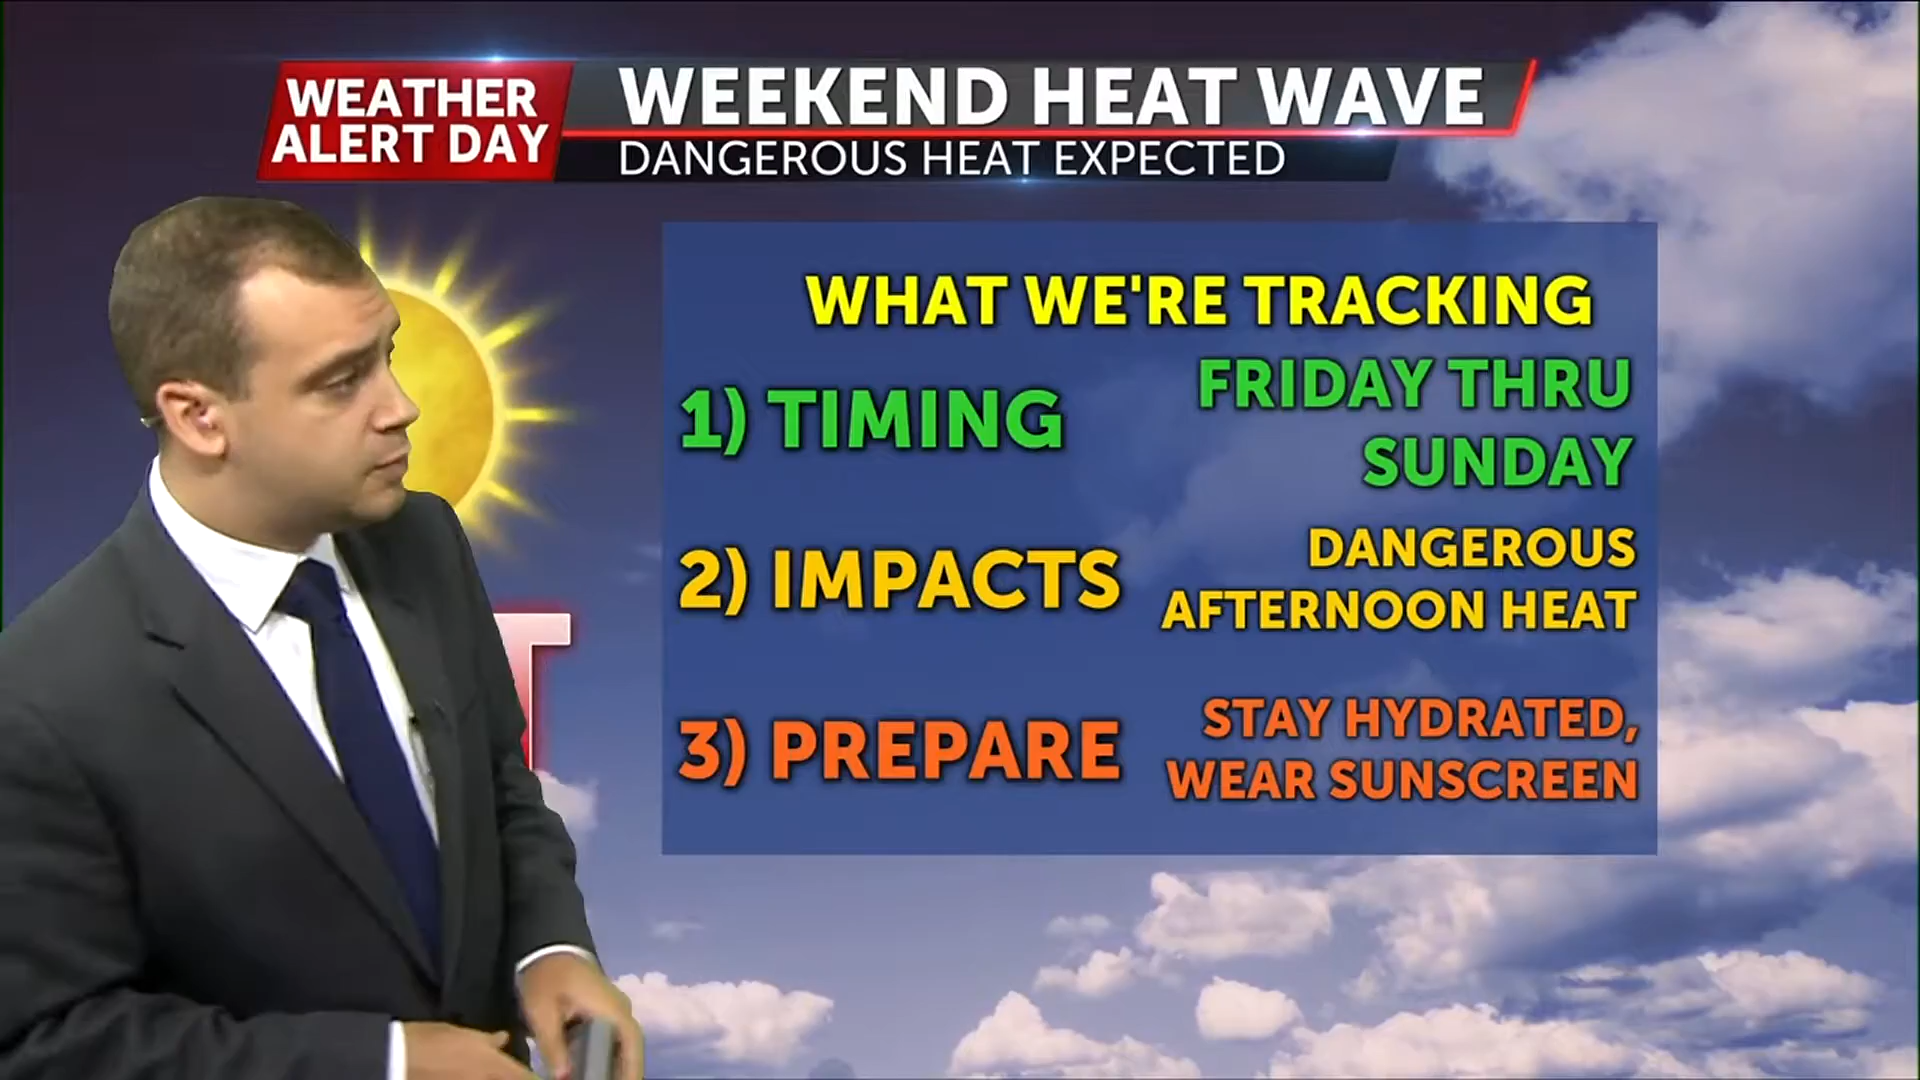 WEATHER
ALERT DAY
WEEKEND HEAT WAVE
DANGEROUS HEAT EXPECTED
WHAT WE'RE TRACKING
1) TIMING
FRIDAY THRU
SUNDAY
2) IMPACTS
DANGEROUS
AFTERNOON HEAT
3) PREPARE
STAY HYDRATED,
WEAR SUNSCREEN